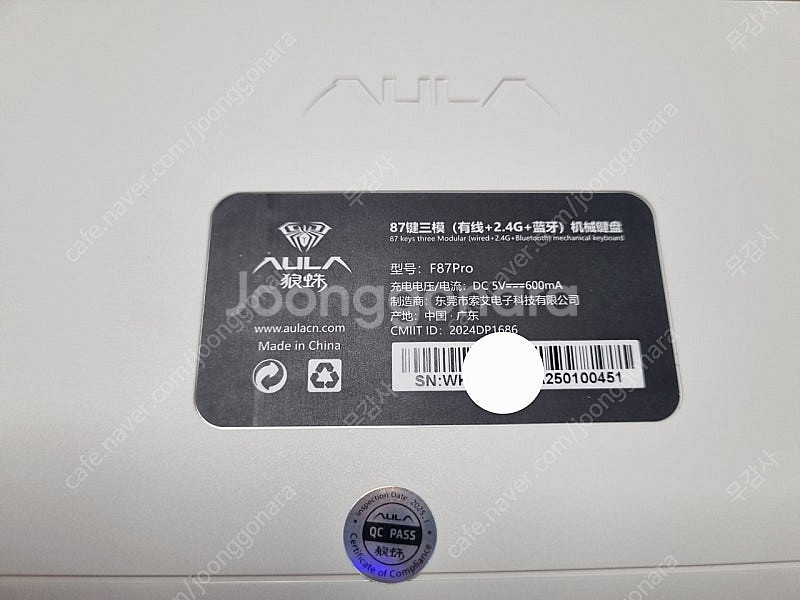 AULA
AULA
狼蛛
www.aulacn.com
Made in China
87键三模（有线+2.4G+蓝牙）机械键盘
87 keys three Modular (wired+2.4G+Bluetooth) mechanical keyboard
型号：F87Pro
充电电压/电流：DC 5V⎓600mA
制造商：东莞市索艾电子科技有限公司
产地：中国·广东
CMIIT ID：2024DP1686
SN:WK
A250100451
Inspection Date 2025.1
AULA
QC PASS
狼蛛
Certificate of Compliance
Joonggonara
cafe.naver.com/joonggonara
무감사